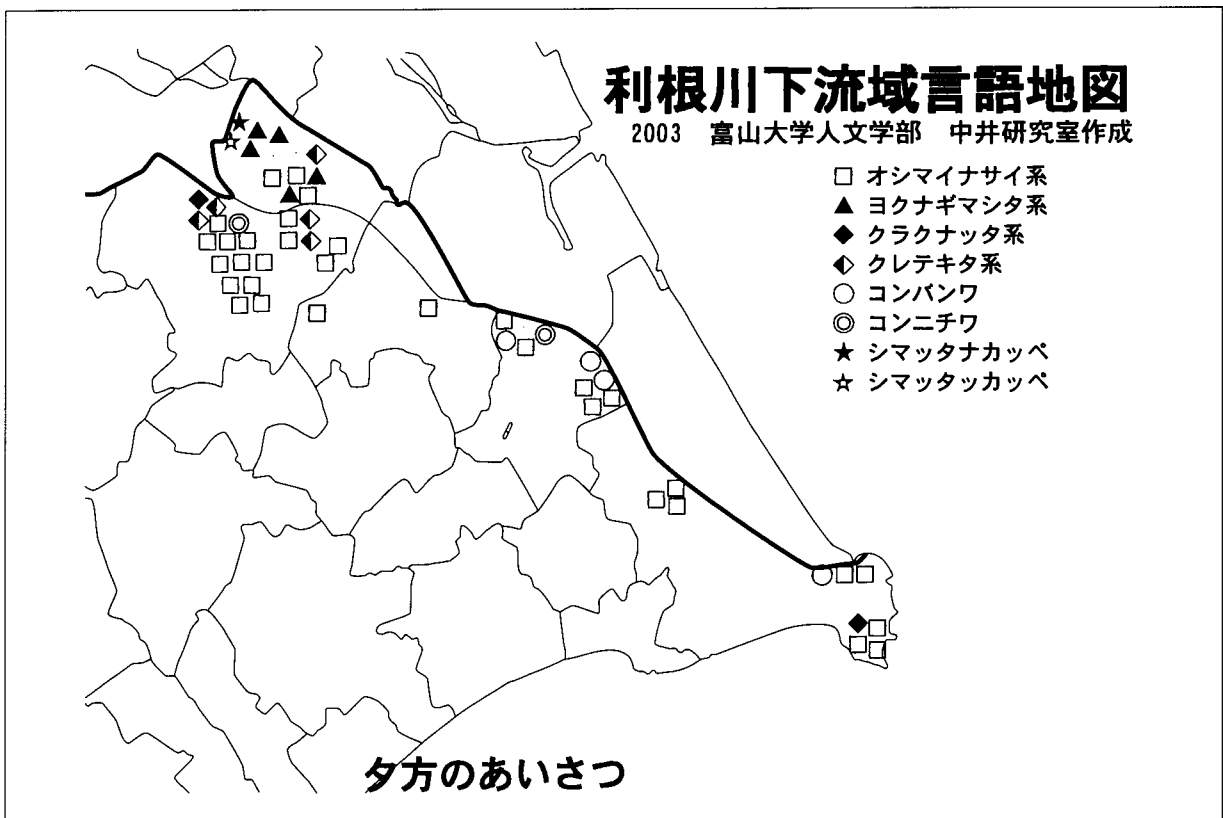 利根川下流域言語地図
2003 富山大学人文学部 中井研究室作成
□ オシマイナサイ系
▲ ヨクナギマシタ系
◆ クラクナッタ系
⬖ クレテキタ系
○ コンバンワ
◎ コンニチワ
★ シマッタナカッペ
☆ シマッタッカッペ
夕方のあいさつ